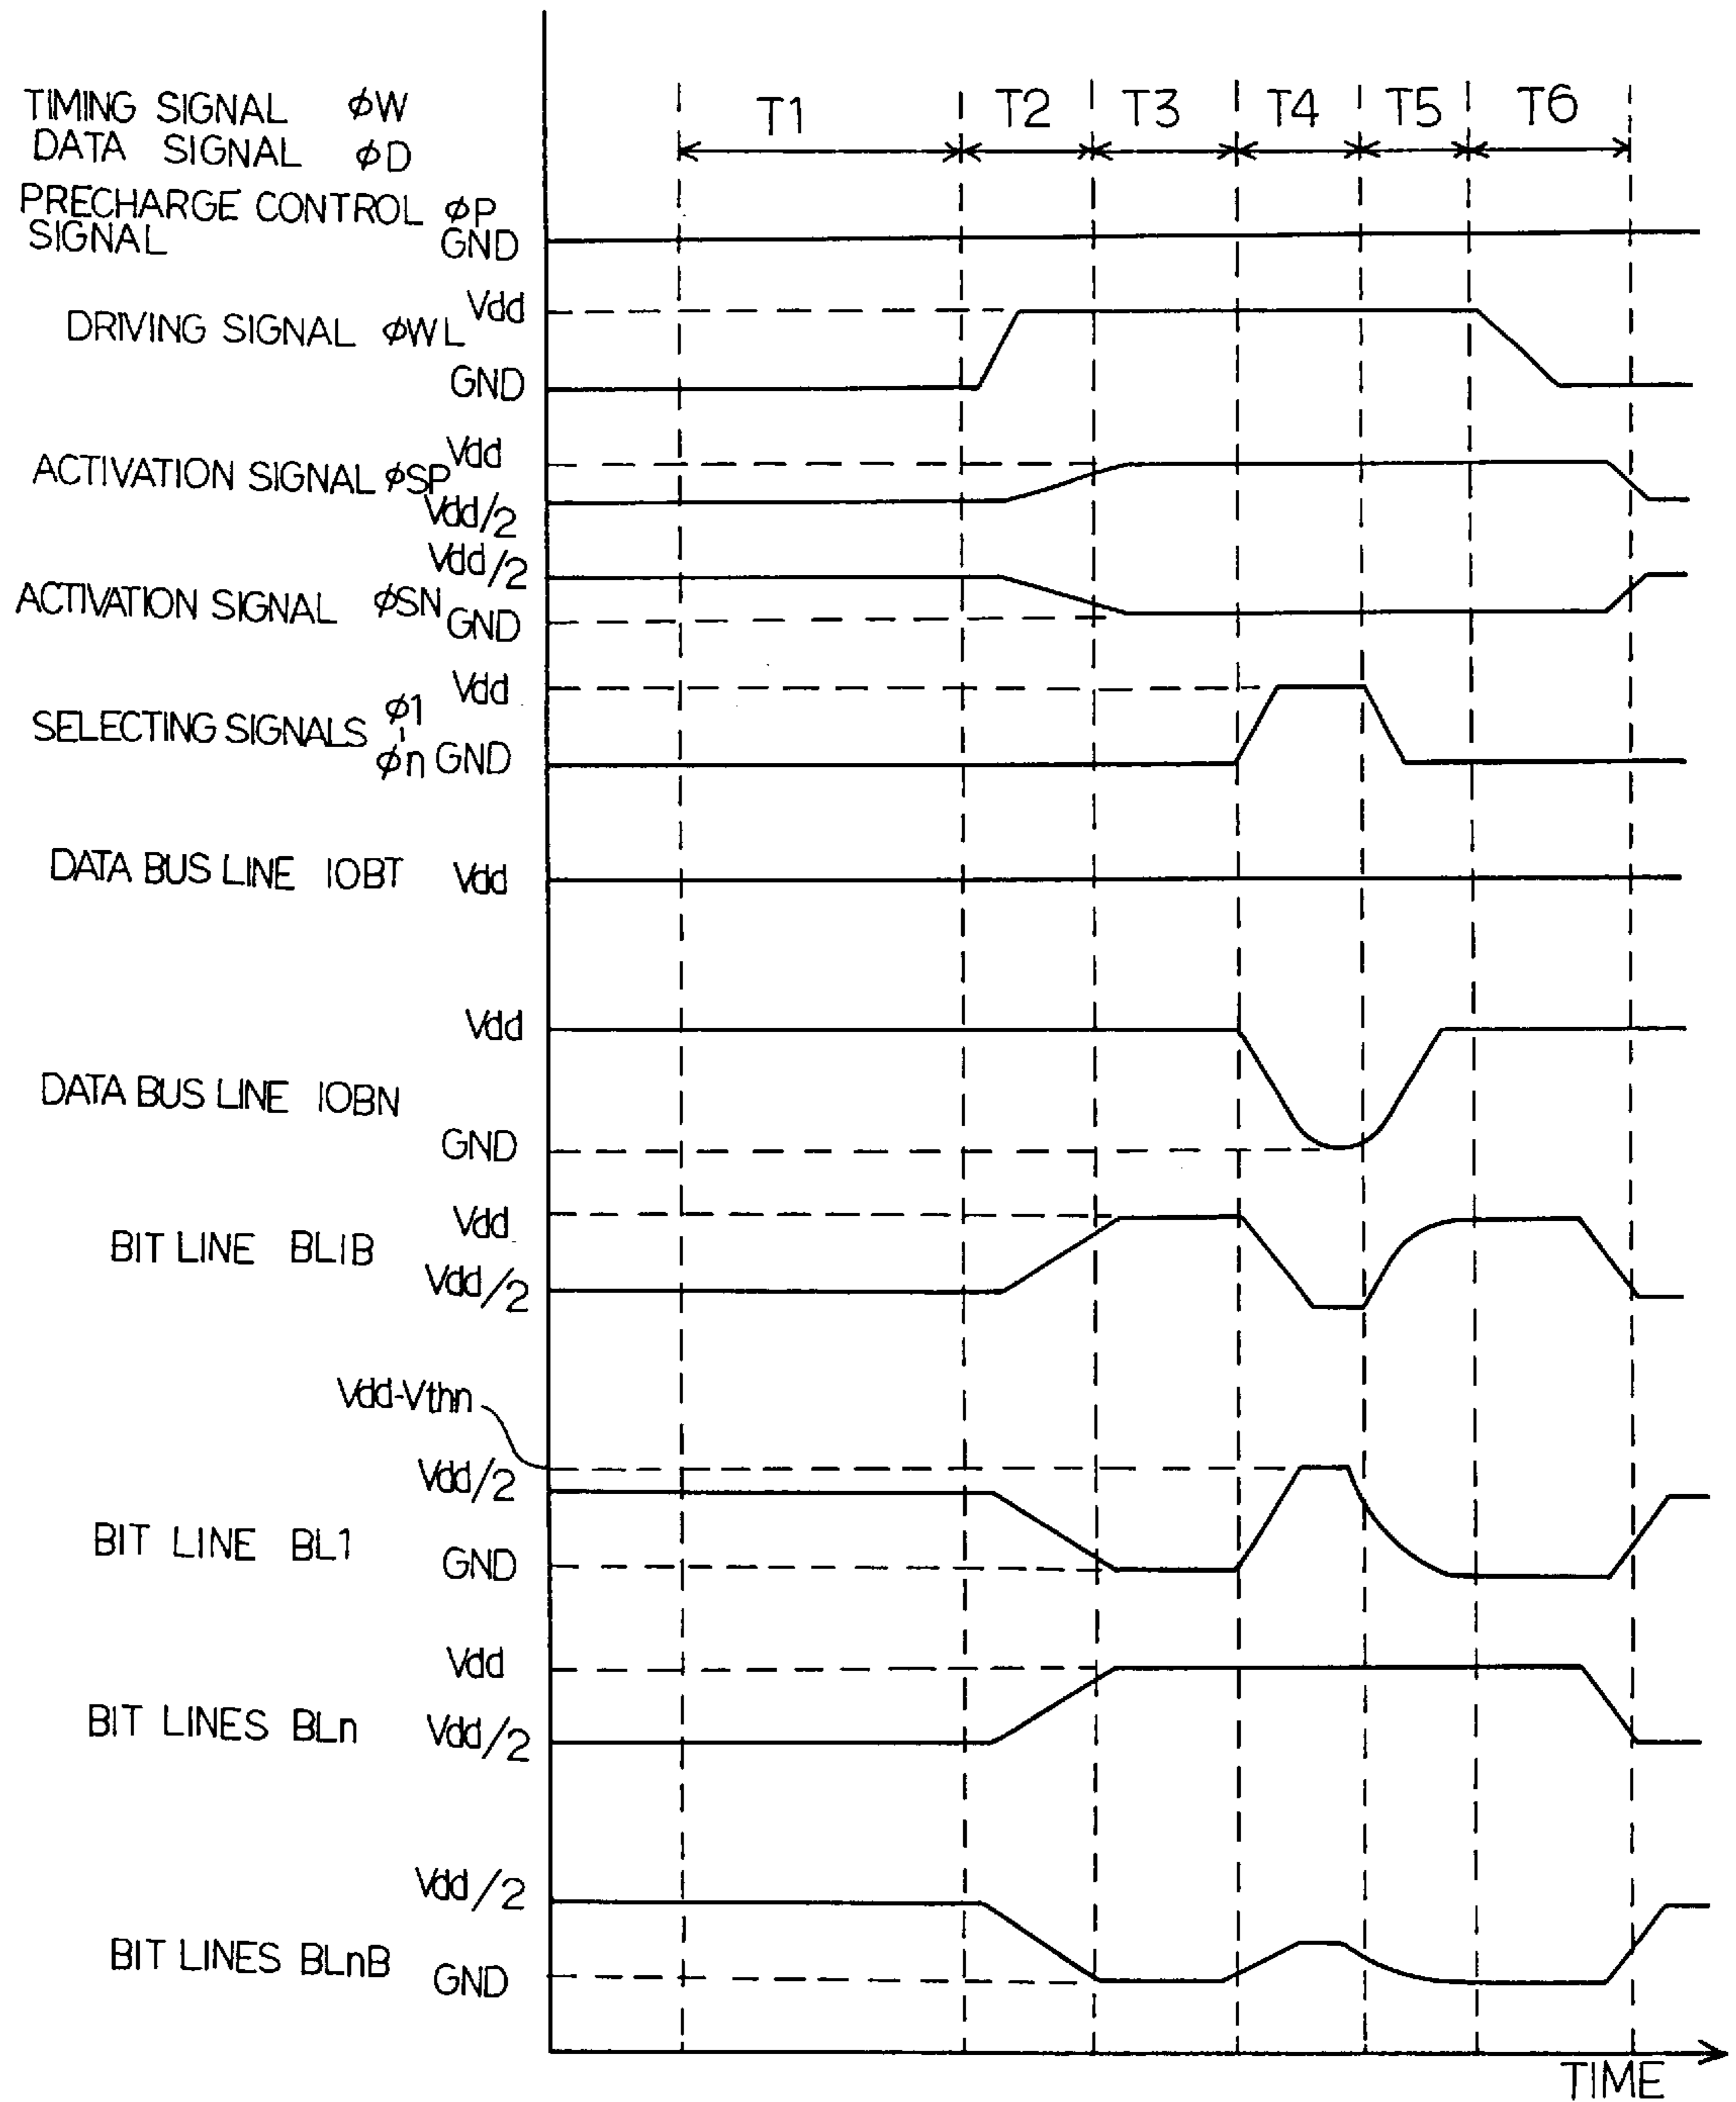 TIMING SIGNAL ϕW
DATA SIGNAL ϕD
T1 T2 T3 T4 T5 T6
PRECHARGE CONTROL ϕP
SIGNAL GND
Vdd
DRIVING SIGNAL ϕWL
GND
Vdd
ACTIVATION SIGNAL ϕSP
Vdd/2
Vdd/2
ACTIVATION SIGNAL ϕSN
GND
Vdd
SELECTING SIGNALS ϕ1
ϕn GND
DATA BUS LINE IOBT Vdd
Vdd
DATA BUS LINE IOBN
GND
Vdd
BIT LINE BL1B
Vdd/2
Vdd-Vthn
Vdd/2
BIT LINE BL1
GND
Vdd
BIT LINES BLn Vdd/2
Vdd/2
BIT LINES BLnB
GND
TIME